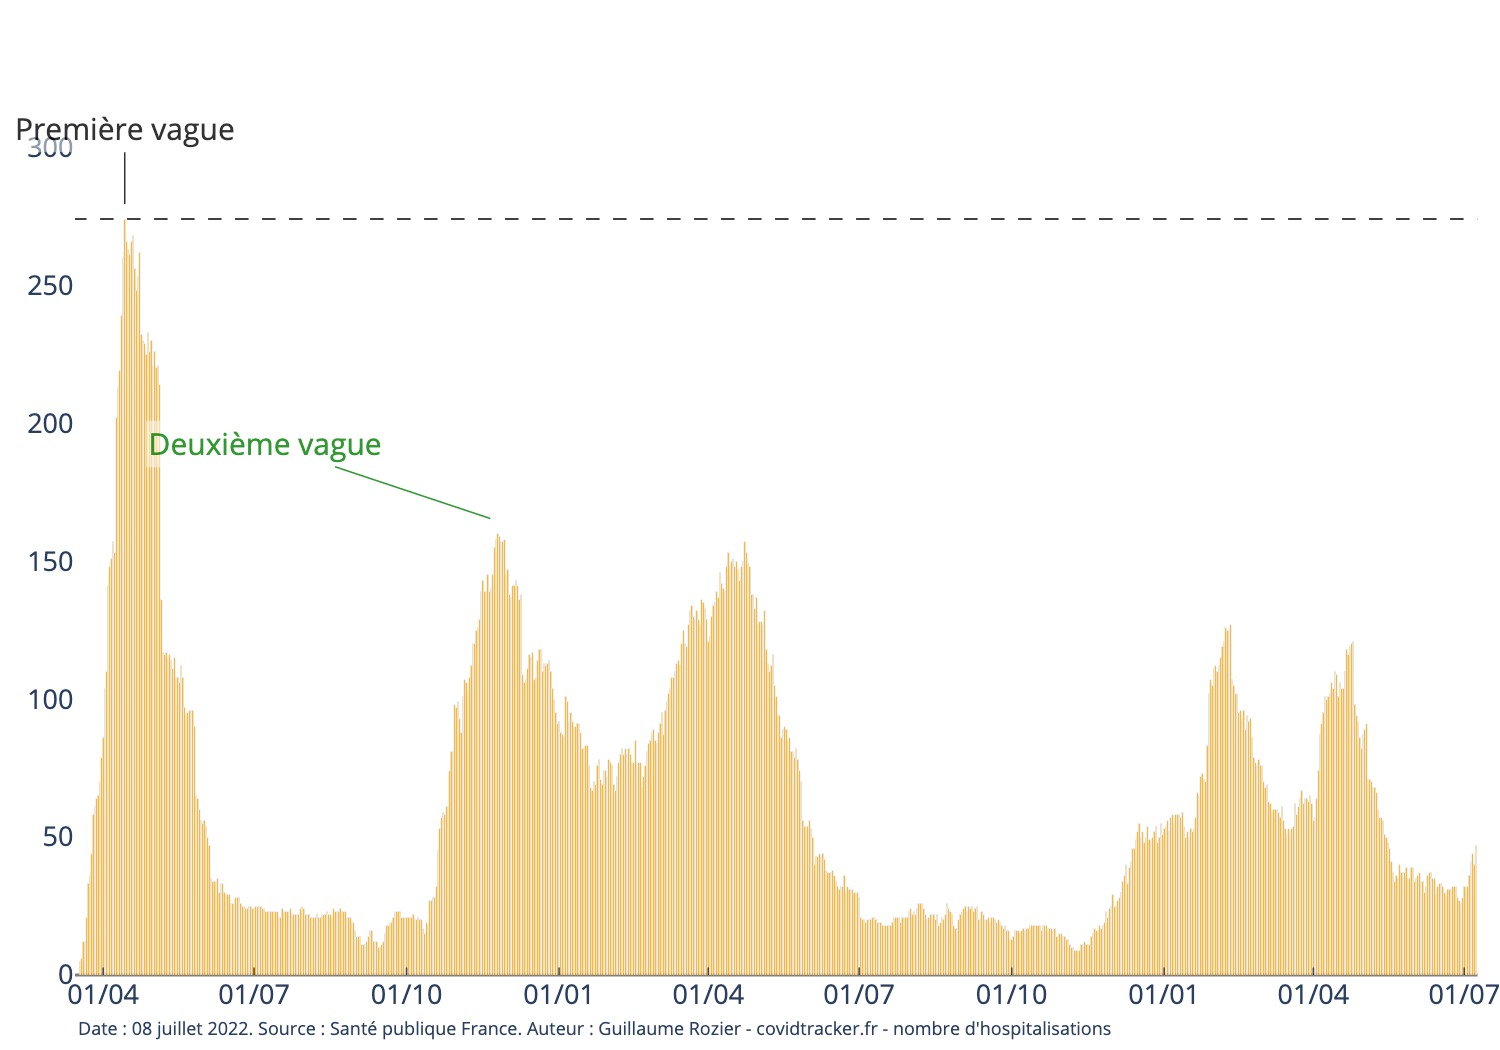 Première vague
300
250
200
Deuxième vague
150
100
50
0
01/04 01/07 01/10 01/01 01/04 01/07 01/10 01/01 01/04 01/07
Date : 08 juillet 2022. Source : Santé publique France. Auteur : Guillaume Rozier - covidtracker.fr - nombre d'hospitalisations